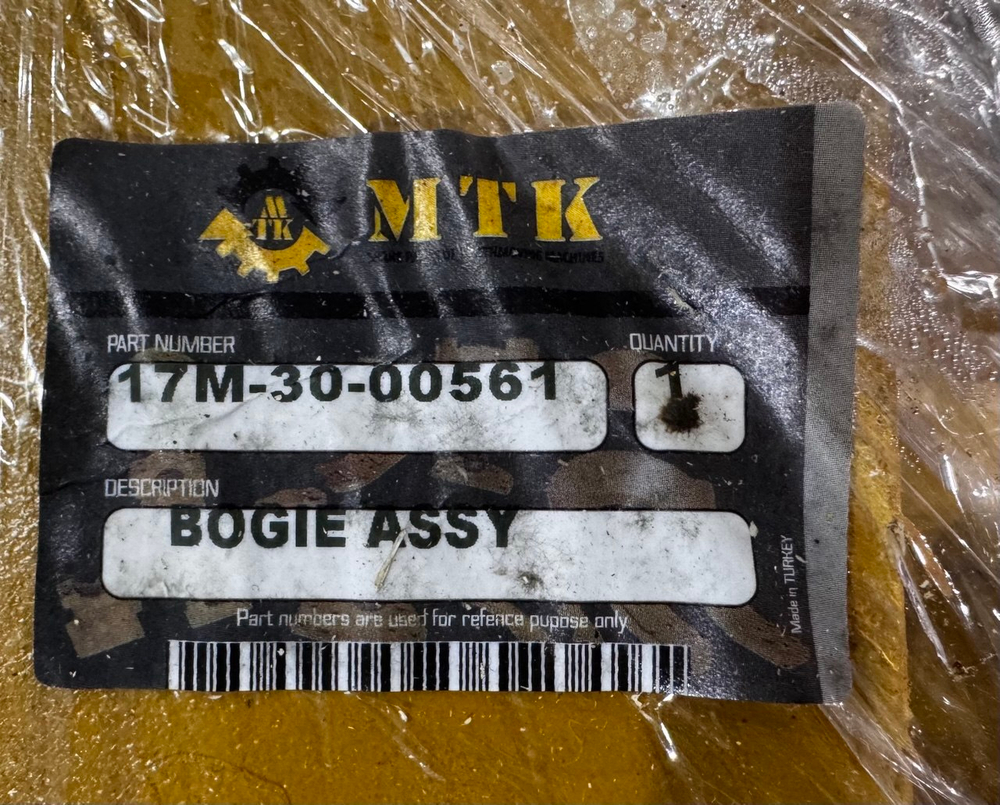 MTK
MTK
PART NUMBER
QUANTITY
17M-30-00561
1
DESCRIPTION
BOGIE ASSY
Made in TURKEY
Part numbers are used for refence pupose only